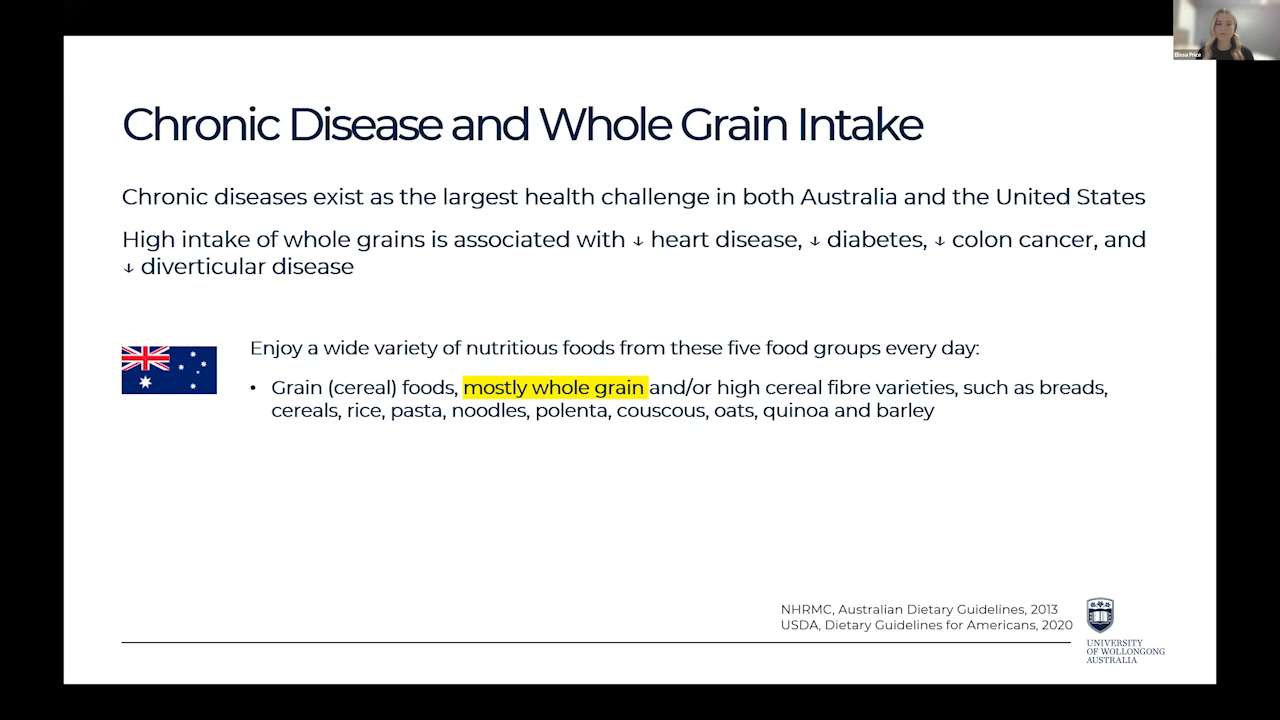 Elissa Price
Chronic Disease and Whole Grain Intake
Chronic diseases exist as the largest health challenge in both Australia and the United States
High intake of whole grains is associated with ↓ heart disease, ↓ diabetes, ↓ colon cancer, and
↓ diverticular disease
Enjoy a wide variety of nutritious foods from these five food groups every day:
• Grain (cereal) foods, mostly whole grain and/or high cereal fibre varieties, such as breads,
cereals, rice, pasta, noodles, polenta, couscous, oats, quinoa and barley
NHRMC, Australian Dietary Guidelines, 2013
USDA, Dietary Guidelines for Americans, 2020
UNIVERSITY
OF WOLLONGONG
AUSTRALIA